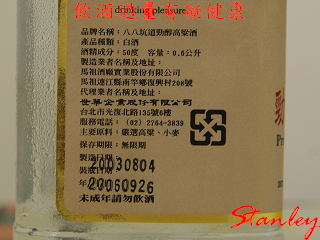 飲酒過量有礙健康
drinking pleasure
品牌名稱：八八坑道勁醇高粱酒
產品種類：白酒
酒精成分：50度 容量：0.6公升
製造業者名稱及地址：
馬祖酒廠實業股份有限公司
馬祖連江縣南竿鄉復興村208號
代理業者名稱及地址：
世華企業股份有限公司
台北市光復北路135號6樓
服務電話：(02) 2764-3839
主要原料：嚴選高粱、小麥
保存期限：無限期
製造日期：
20030804
裝成日期
20060926
未成年請勿飲酒
勁
Pr
Stanley